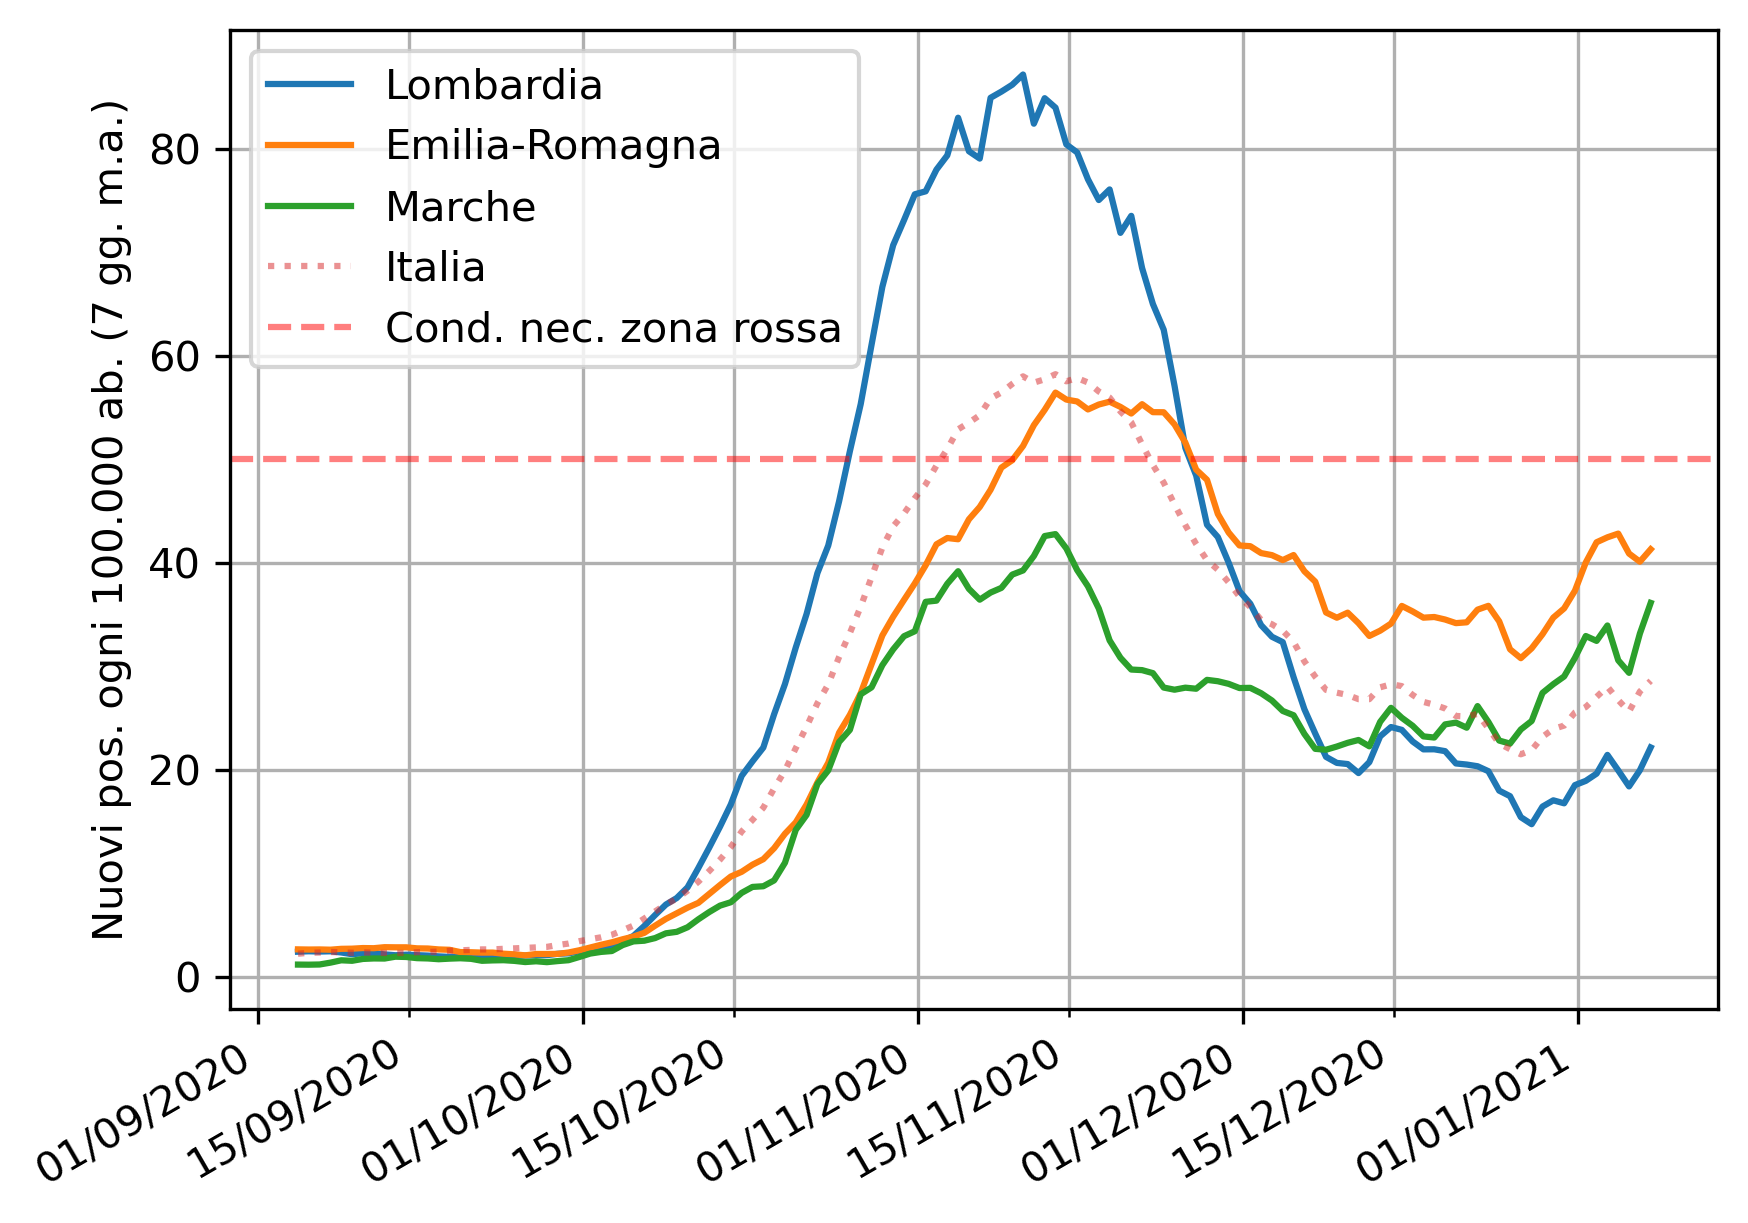 Nuovi pos. ogni 100.000 ab. (7 gg. m.a.)
80
60
40
20
0
Lombardia
Emilia-Romagna
Marche
Italia
Cond. nec. zona rossa
01/09/2020
15/09/2020
01/10/2020
15/10/2020
01/11/2020
15/11/2020
01/12/2020
15/12/2020
01/01/2021